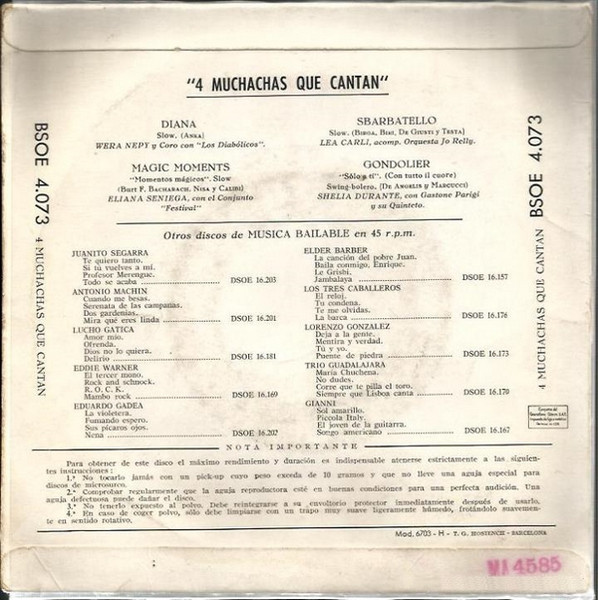 "4 MUCHACHAS QUE CANTAN"
DIANA
Slow. (Anka)
WERA NEPY y Coro con "Los Diabólicos".
MAGIC MOMENTS
"Momentos mágicos". Slow
(Burt F. Bachanach, Nisa y Calibi)
ELIANA SENIEGA, con el Conjunto
"Festival"
SBARBATELLO
Slow. (Birga, Biri, De Giusti y Testa)
LEA CARLI, acomp. Orquesta Jo Relly.
GONDOLIER
"Sólo y ti". (Con tutto il cuore)
Swing-bolero. (De Angelis y Marcucci)
SHELIA DURANTE, con Gastone Parigi
y su Quinteto.
BSOE 4.073
4 MUCHACHAS QUE CANTAN
BSOE 4.073
4 MUCHACHAS QUE CANTAN
Otros discos de MUSICA BAILABLE en 45 r.p.m.
JUANITO SEGARRA
Te quiero tanto.
Si tú vuelves a mí.
Profesor Merengue.
Todo se acaba ........ DSOE 16.203
ANTONIO MACHIN
Cuando me besas.
Serenata de las campanas.
Dos gardenias.
Mira qué eres linda ........ DSOE 16.201
LUCHO GATICA
Amor mío.
Ofrenda.
Dios no lo quiera.
Delirio ........ DSOE 16.181
EDDIE WARNER
El tercer mono.
Rock and schnock.
R. O. C. K.
Mambo rock ........ DSOE 16.169
EDUARDO GADEA
La violetera.
Fumando espero.
Sus pícaros ojos.
Nena ........ DSOE 16.202
ELDER BARBER
La canción del pobre Juan.
Baila conmigo, Enrique.
Le Grisbi.
Jambalaya ........ DSOE 16.157
LOS TRES CABALLEROS
El reloj.
Tu condena.
Te me olvidas.
La barca ........ DSOE 16.176
LORENZO GONZALEZ
Deja a la gente.
Mentira y verdad.
Tú y yo.
Puente de piedra ........ DSOE 16.173
TRIO GUADALAJARA
María Chuchena.
No dudes.
Corre que te pilla el toro.
Siempre que Lisboa canta ........ DSOE 16.170
GIANNI
Sol amarillo.
Piccola Italy.
El joven de la guitarra.
Songo americano ........ DSOE 16.167
NOTA IMPORTANTE
Para obtener de este disco el máximo rendimiento y duración es indispensable atenerse estrictamente a las siguien-
tes instrucciones:
1.ª No tocarlo jamás con un pick-up cuyo peso exceda de 10 gramos y que no lleve una aguja especial para
discos de microsurco.
2.ª Comprobar regularmente que la aguja reproductora esté en buenas condiciones para una perfecta audición. Una
aguja defectuosa puede dañar el disco.
3.ª No tenerlo expuesto al polvo. Debe reintegrarse a su envoltorio protector inmediatamente después de usarlo.
4.ª En caso de coger polvo, sólo debe limpiarse con un trapo muy suave ligeramente húmedo, frotándolo suavemen-
te en sentido rotativo.
Mod. 6703 - H - T. G. HOSTENCH - BARCELONA
MA 4585